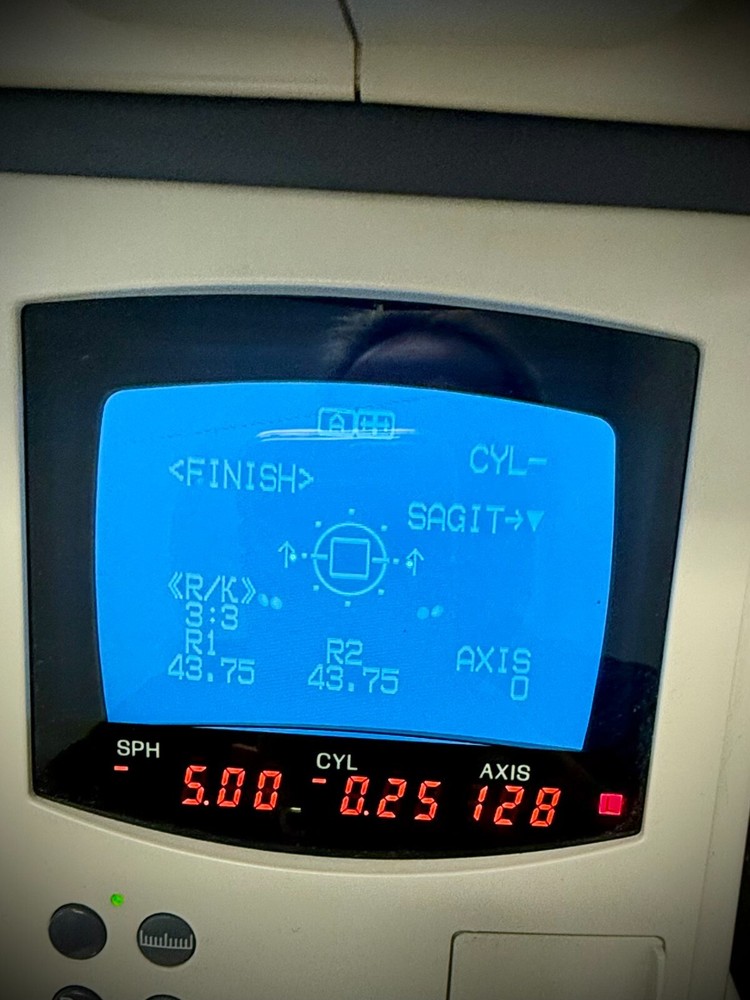 A
CYL-
<FINISH>
SAGIT→▼
《R/K》
3:3
R1 R2 AXIS
43.75 43.75 0
SPH CYL AXIS
- 5.00 - 0.25 128 L